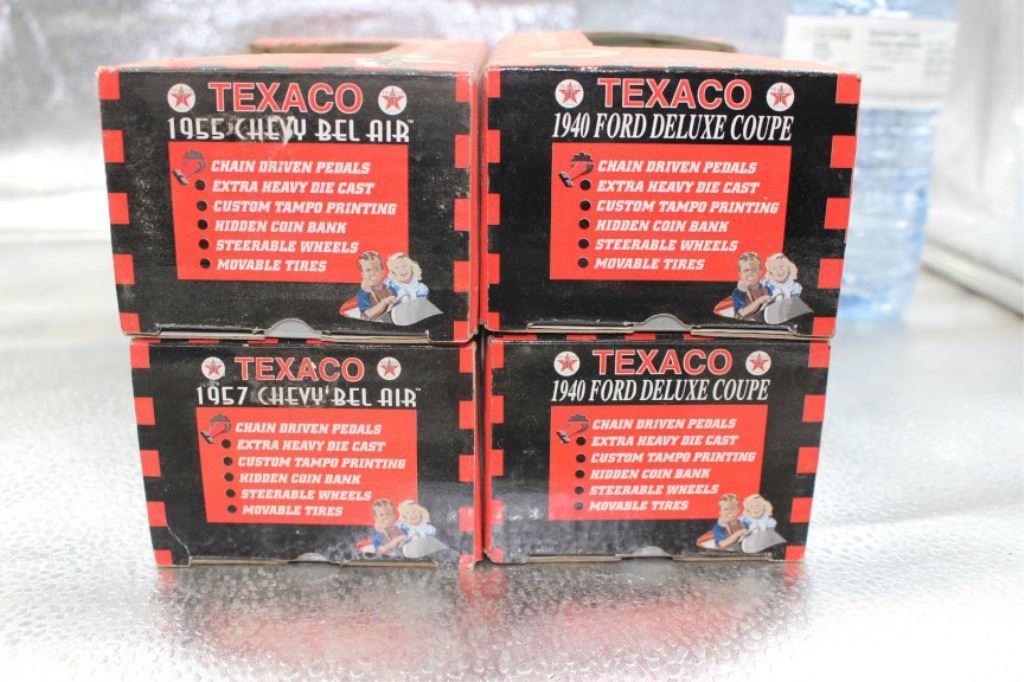 TEXACO
1955 CHEVY BEL AIR™
CHAIN DRIVEN PEDALS
EXTRA HEAVY DIE CAST
CUSTOM TAMPO PRINTING
HIDDEN COIN BANK
STEERABLE WHEELS
MOVABLE TIRES
TEXACO
1940 FORD DELUXE COUPE
CHAIN DRIVEN PEDALS
EXTRA HEAVY DIE CAST
CUSTOM TAMPO PRINTING
HIDDEN COIN BANK
STEERABLE WHEELS
MOVABLE TIRES
TEXACO
1957 CHEVY BEL AIR™
CHAIN DRIVEN PEDALS
EXTRA HEAVY DIE CAST
CUSTOM TAMPO PRINTING
HIDDEN COIN BANK
STEERABLE WHEELS
MOVABLE TIRES
TEXACO
1940 FORD DELUXE COUPE
CHAIN DRIVEN PEDALS
EXTRA HEAVY DIE CAST
CUSTOM TAMPO PRINTING
HIDDEN COIN BANK
STEERABLE WHEELS
MOVABLE TIRES